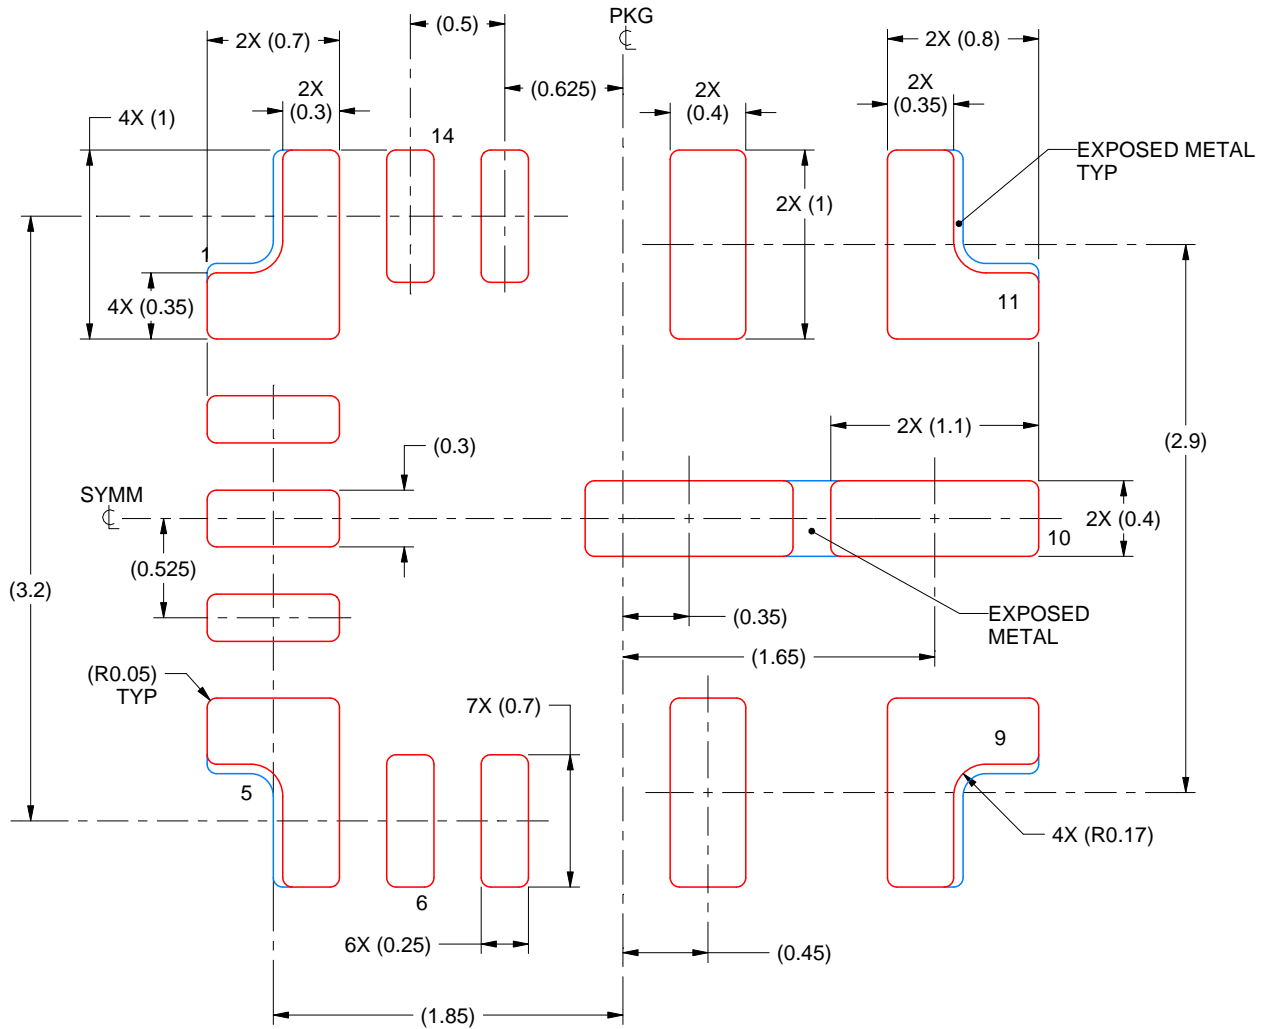 PKG
℄
(0.5)
2X (0.7)
2X (0.8)
2X
(0.3)
(0.625)
2X
(0.4)
2X
(0.35)
4X (1)
14
EXPOSED METAL
TYP
2X (1)
1
4X (0.35)
11
(0.3)
2X (1.1)
(2.9)
SYMM
℄
2X (0.4)
10
(0.525)
(3.2)
(0.35)
EXPOSED
METAL
(1.65)
(R0.05)
TYP
7X (0.7)
9
5
4X (R0.17)
6
6X (0.25)
(0.45)
(1.85)